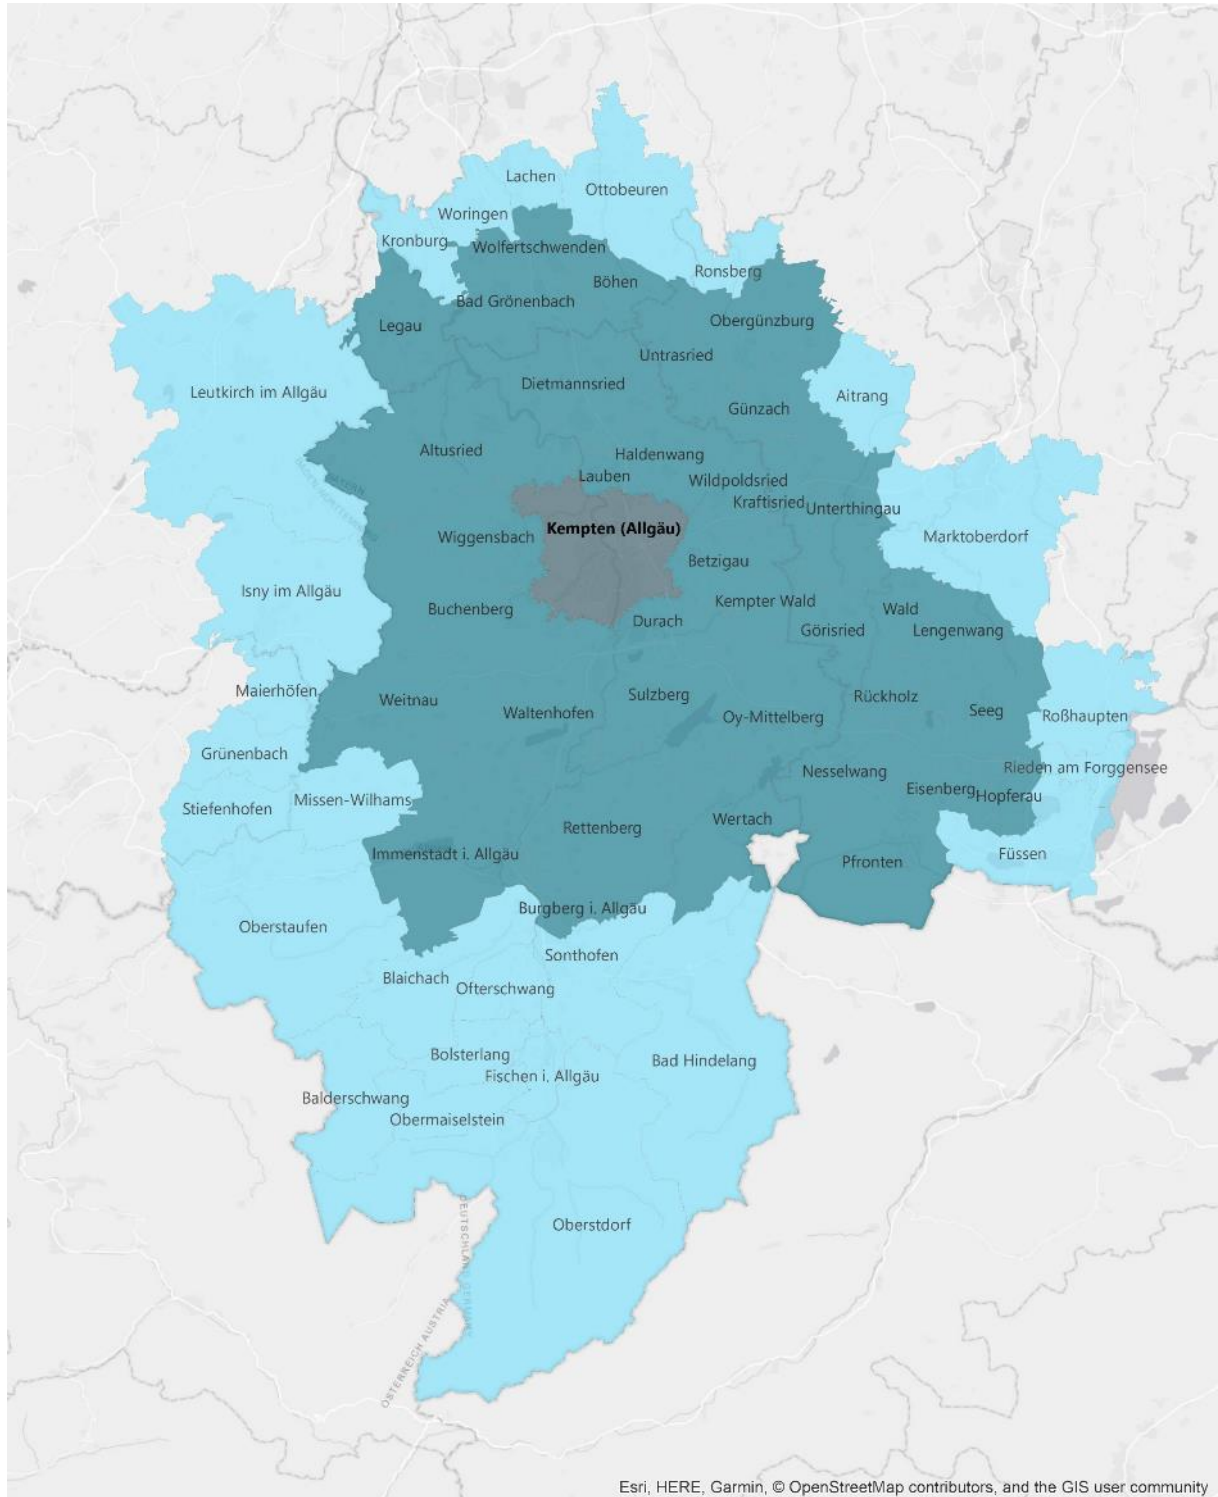 Lachen
Ottobeuren
Woringen
Kronburg
Wolfertschwenden
Ronsberg
Böhen
Bad Grönenbach
Obergünzburg
Legau
Untrasried
Dietmannsried
Leutkirch im Allgäu
Aitrang
Günzach
Altusried
Haldenwang
Lauben
Wildpoldsried
Kraftisried
Unterthingau
Kempten (Allgäu)
Wiggensbach
Marktoberdorf
Betzigau
Isny im Allgäu
Kempter Wald
Buchenberg
Wald
Durach
Görisried
Lengenwang
Maierhöfen
Sulzberg
Weitnau
Rückholz
Waltenhofen
Seeg
Oy-Mittelberg
Roßhaupten
Grünenbach
Rieden am Forggensee
Nesselwang
Eisenberg
Hopferau
Missen-Wilhams
Stiefenhofen
Wertach
Rettenberg
Immenstadt i. Allgäu
Füssen
Pfronten
Burgberg i. Allgäu
Oberstaufen
Sonthofen
Blaichach
Ofterschwang
Bolsterlang
Bad Hindelang
Fischen i. Allgäu
Balderschwang
Obermaiselstein
Oberstdorf
DEUTSCHLAND GERMANY
ÖSTERREICH AUSTRIA
Esri, HERE, Garmin, © OpenStreetMap contributors, and the GIS user community